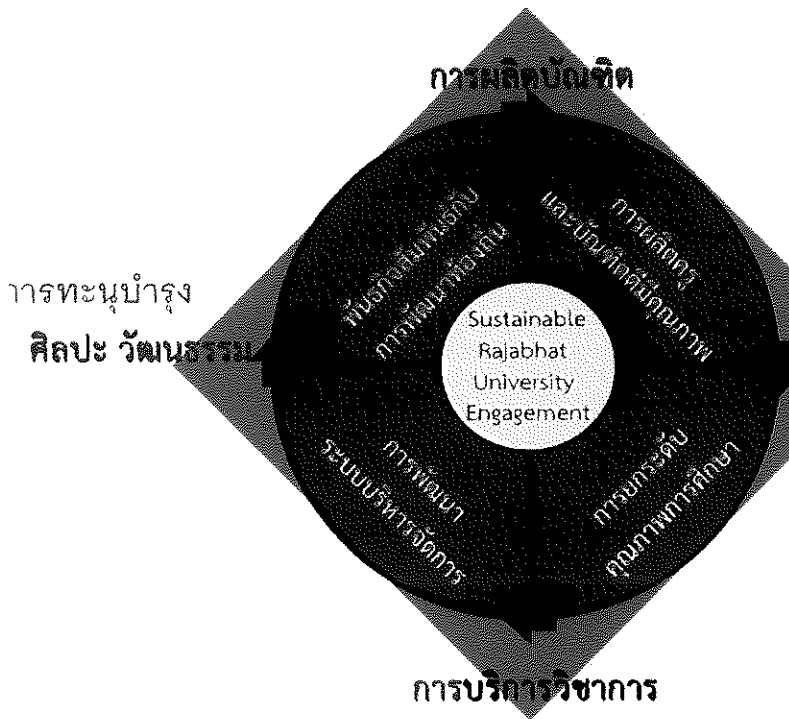 การผลิตบัณฑิต
พันธกิจสัมพันธ์กับ
การพัฒนาท้องถิ่น
การผลิตครู
และบัณฑิตที่มีคุณภาพ
ารทะนุบำรุง
ศิลปะ วัฒนธรรม
Sustainable
Rajabhat
University
Engagement
การพัฒนา
ระบบบริหารจัดการ
การยกระดับ
คุณภาพการศึกษา
การบริการวิชาการ